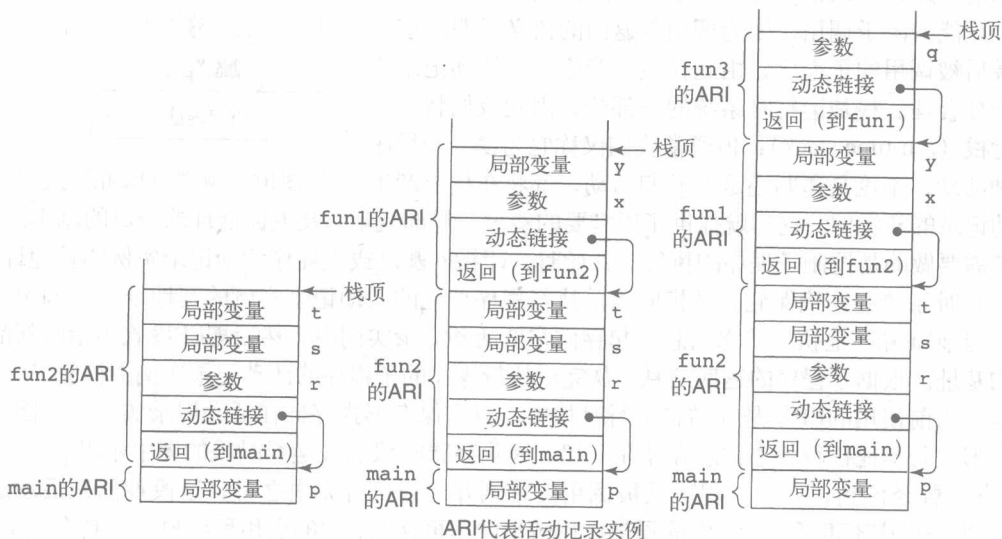 栈顶
局部变量 t
局部变量 s
fun2的ARI
参数 r
动态链接
返回（到main）
main的ARI
局部变量 p
栈顶
局部变量 y
参数 x
fun1的ARI
动态链接
返回（到fun2）
局部变量 t
局部变量 s
fun2
的ARI
参数 r
动态链接
返回（到main）
main
的ARI
局部变量 p
栈顶
参数 q
fun3
的ARI
动态链接
返回（到fun1）
局部变量 y
参数 x
fun1
的ARI
动态链接
返回（到fun2）
局部变量 t
局部变量 s
fun2
的ARI
参数 r
动态链接
返回（到main）
main
的ARI
局部变量 p
ARI代表活动记录实例